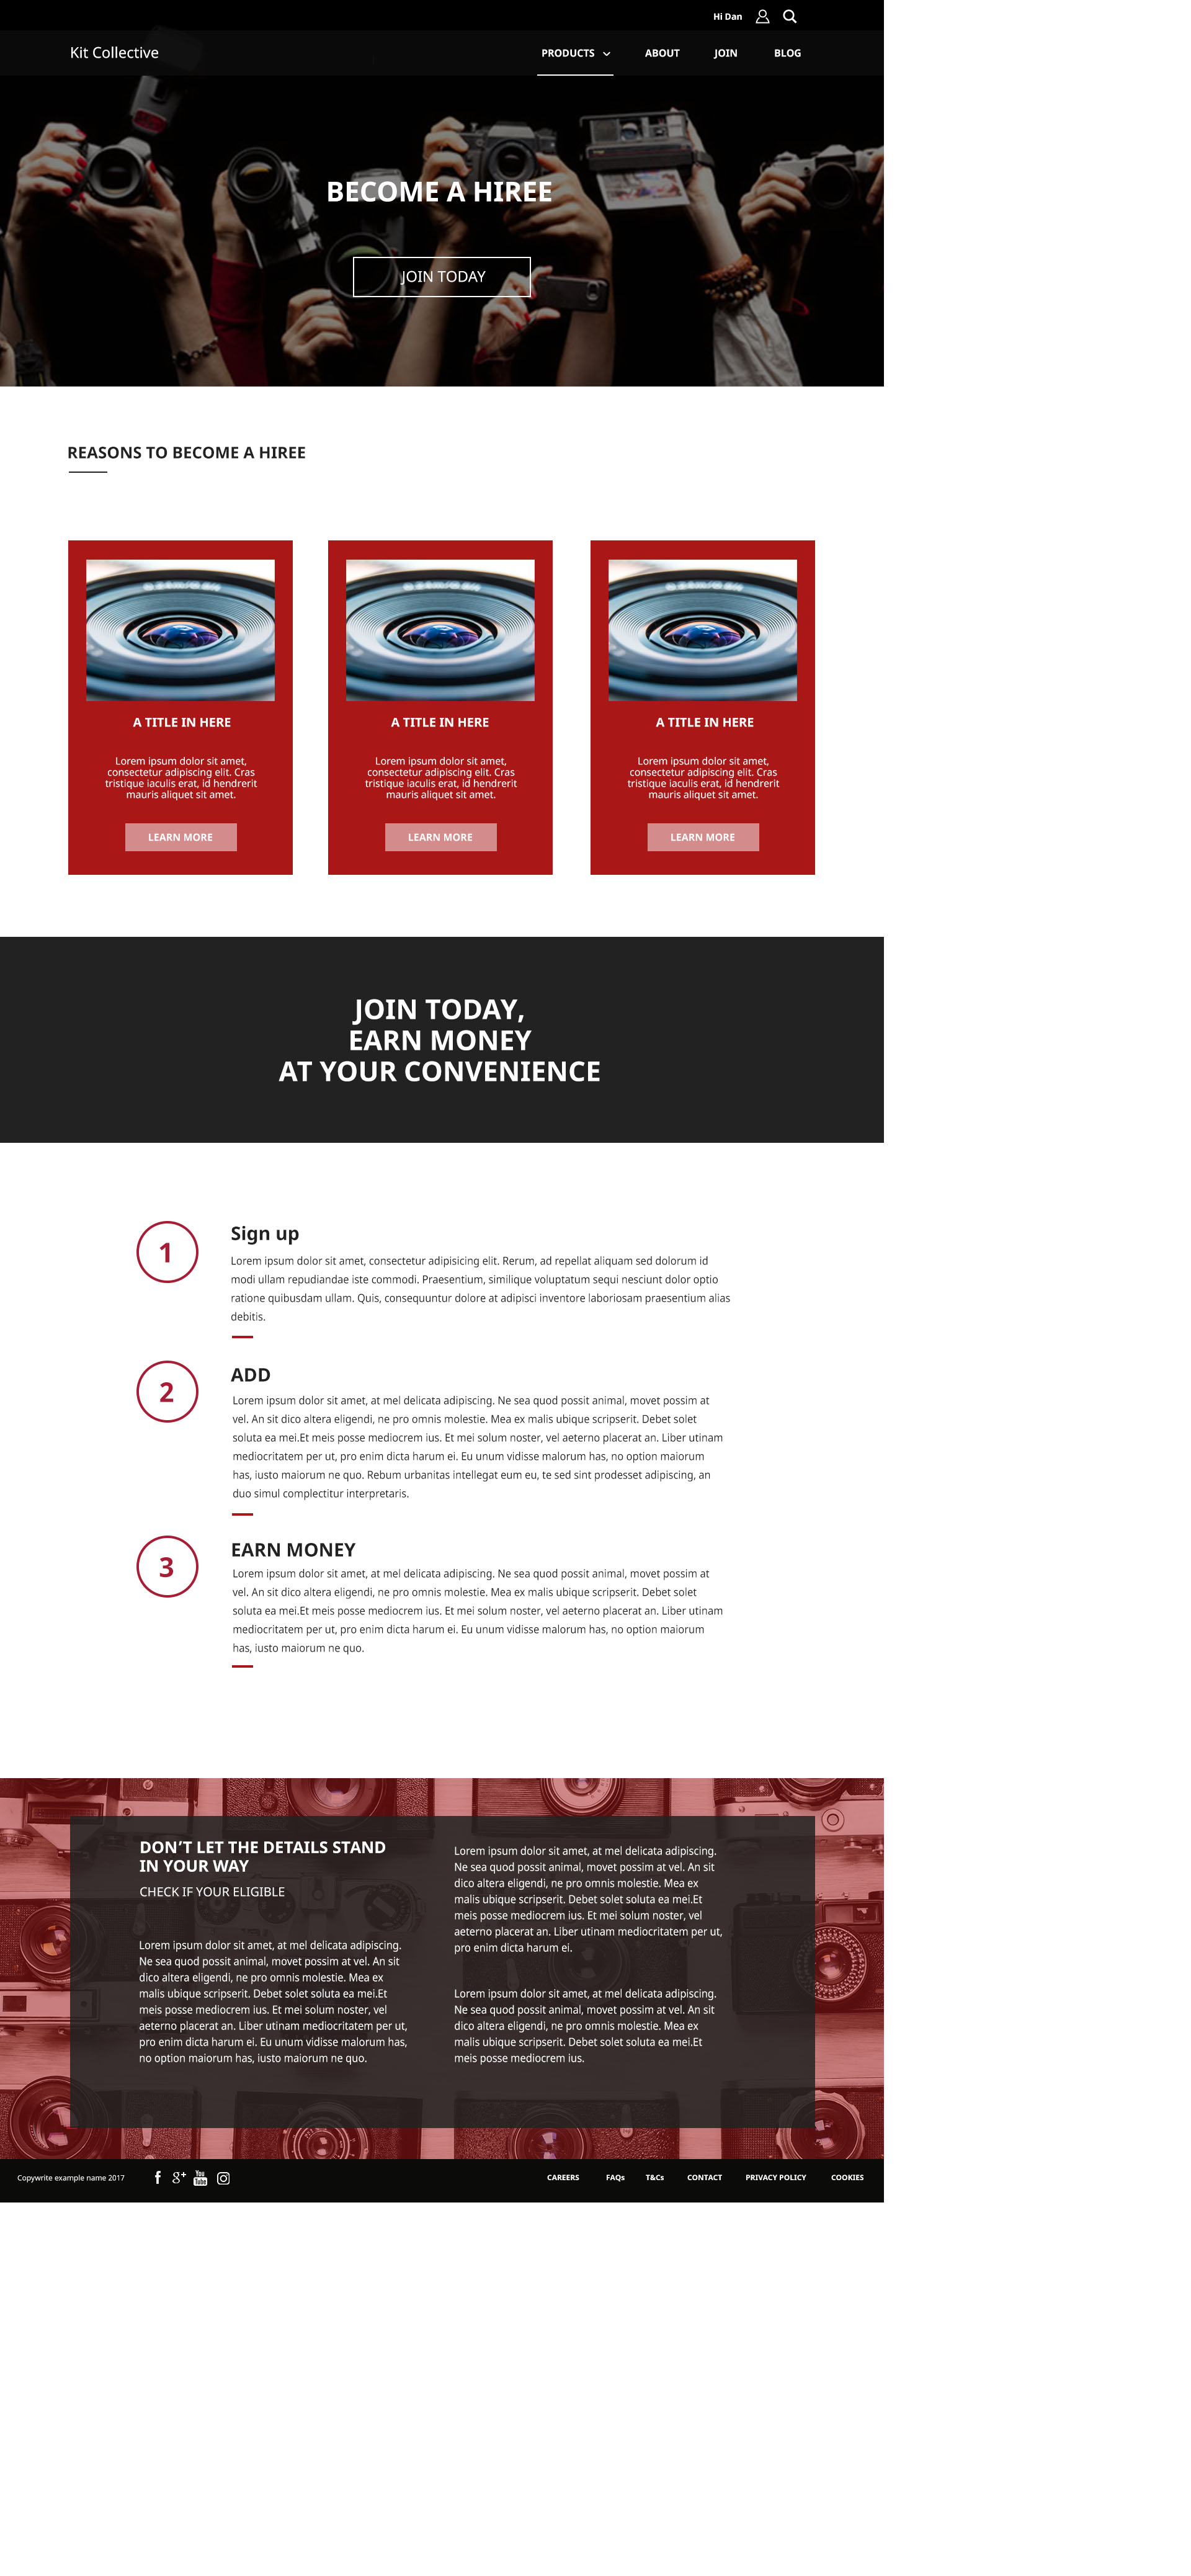 Hi Dan
Kit Collective
PRODUCTS
ABOUT
JOIN
BLOG
BECOME A HIREE
JOIN TODAY
REASONS TO BECOME A HIREE
A TITLE IN HERE
Lorem ipsum dolor sit amet,
consectetur adipiscing elit. Cras
tristique iaculis erat, id hendrerit
mauris aliquet sit amet.
LEARN MORE
A TITLE IN HERE
Lorem ipsum dolor sit amet,
consectetur adipiscing elit. Cras
tristique iaculis erat, id hendrerit
mauris aliquet sit amet.
LEARN MORE
A TITLE IN HERE
Lorem ipsum dolor sit amet,
consectetur adipiscing elit. Cras
tristique iaculis erat, id hendrerit
mauris aliquet sit amet.
LEARN MORE
JOIN TODAY,
EARN MONEY
AT YOUR CONVENIENCE
1
Sign up
Lorem ipsum dolor sit amet, consectetur adipisicing elit. Rerum, ad repellat aliquam sed dolorum id
modi ullam repudiandae iste commodi. Praesentium, similique voluptatum sequi nesciunt dolor optio
ratione quibusdam ullam. Quis, consequuntur dolore at adipisci inventore laboriosam praesentium alias
debitis.
2
ADD
Lorem ipsum dolor sit amet, at mel delicata adipiscing. Ne sea quod possit animal, movet possim at
vel. An sit dico altera eligendi, ne pro omnis molestie. Mea ex malis ubique scripserit. Debet solet
soluta ea mei.Et meis posse mediocrem ius. Et mei solum noster, vel aeterno placerat an. Liber utinam
mediocritatem per ut, pro enim dicta harum ei. Eu unum vidisse malorum has, no option maiorum
has, iusto maiorum ne quo. Rebum urbanitas intellegat eum eu, te sed sint prodesset adipiscing, an
duo simul complectitur interpretaris.
3
EARN MONEY
Lorem ipsum dolor sit amet, at mel delicata adipiscing. Ne sea quod possit animal, movet possim at
vel. An sit dico altera eligendi, ne pro omnis molestie. Mea ex malis ubique scripserit. Debet solet
soluta ea mei.Et meis posse mediocrem ius. Et mei solum noster, vel aeterno placerat an. Liber utinam
mediocritatem per ut, pro enim dicta harum ei. Eu unum vidisse malorum has, no option maiorum
has, iusto maiorum ne quo.
DON’T LET THE DETAILS STAND
IN YOUR WAY
CHECK IF YOUR ELIGIBLE
Lorem ipsum dolor sit amet, at mel delicata adipiscing.
Ne sea quod possit animal, movet possim at vel. An sit
dico altera eligendi, ne pro omnis molestie. Mea ex
malis ubique scripserit. Debet solet soluta ea mei.Et
meis posse mediocrem ius. Et mei solum noster, vel
aeterno placerat an. Liber utinam mediocritatem per ut,
pro enim dicta harum ei. Eu unum vidisse malorum has,
no option maiorum has, iusto maiorum ne quo.
Lorem ipsum dolor sit amet, at mel delicata adipiscing.
Ne sea quod possit animal, movet possim at vel. An sit
dico altera eligendi, ne pro omnis molestie. Mea ex
malis ubique scripserit. Debet solet soluta ea mei.Et
meis posse mediocrem ius. Et mei solum noster, vel
aeterno placerat an. Liber utinam mediocritatem per ut,
pro enim dicta harum ei.
Lorem ipsum dolor sit amet, at mel delicata adipiscing.
Ne sea quod possit animal, movet possim at vel. An sit
dico altera eligendi, ne pro omnis molestie. Mea ex
malis ubique scripserit. Debet solet soluta ea mei.Et
meis posse mediocrem ius.
Copywrite example name 2017
f
g+
You
Tube
CAREERS
FAQs
T&Cs
CONTACT
PRIVACY POLICY
COOKIES